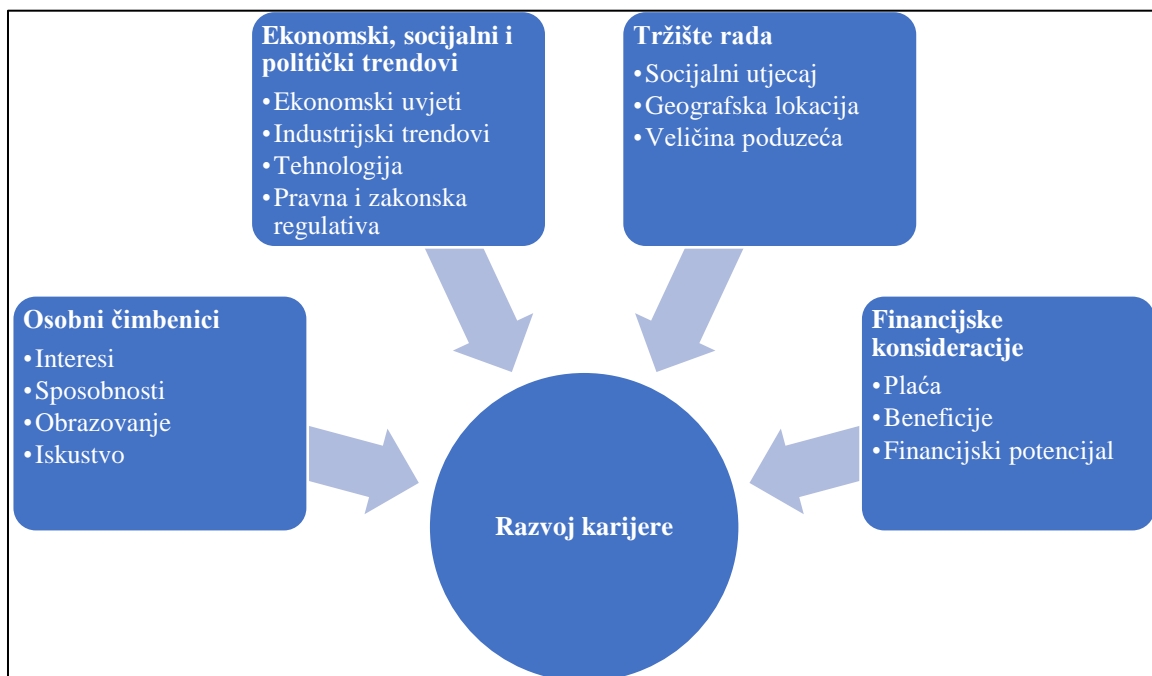 Ekonomski, socijalni i
politički trendovi
•Ekonomski uvjeti
•Industrijski trendovi
•Tehnologija
•Pravna i zakonska
regulativa
Tržište rada
•Socijalni utjecaj
•Geografska lokacija
•Veličina poduzeća
Osobni čimbenici
•Interesi
•Sposobnosti
•Obrazovanje
•Iskustvo
Financijske
konsideracije
•Plaća
•Beneficije
•Financijski potencijal
Razvoj karijere